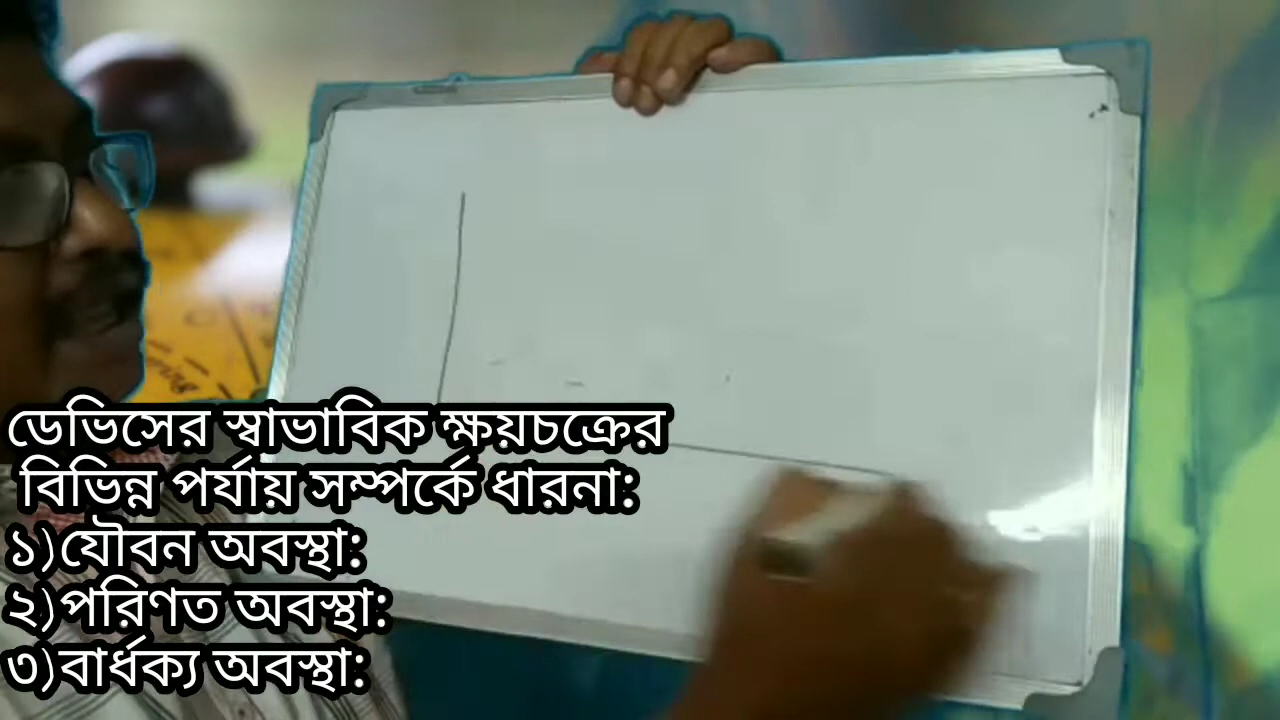 ডেভিসের স্বাভাবিক ক্ষয়চক্রের
বিভিন্ন পর্যায় সম্পর্কে ধারনা:
১)যৌবন অবস্থা:
২)পরিণত অবস্থা:
৩)বার্ধক্য অবস্থা: